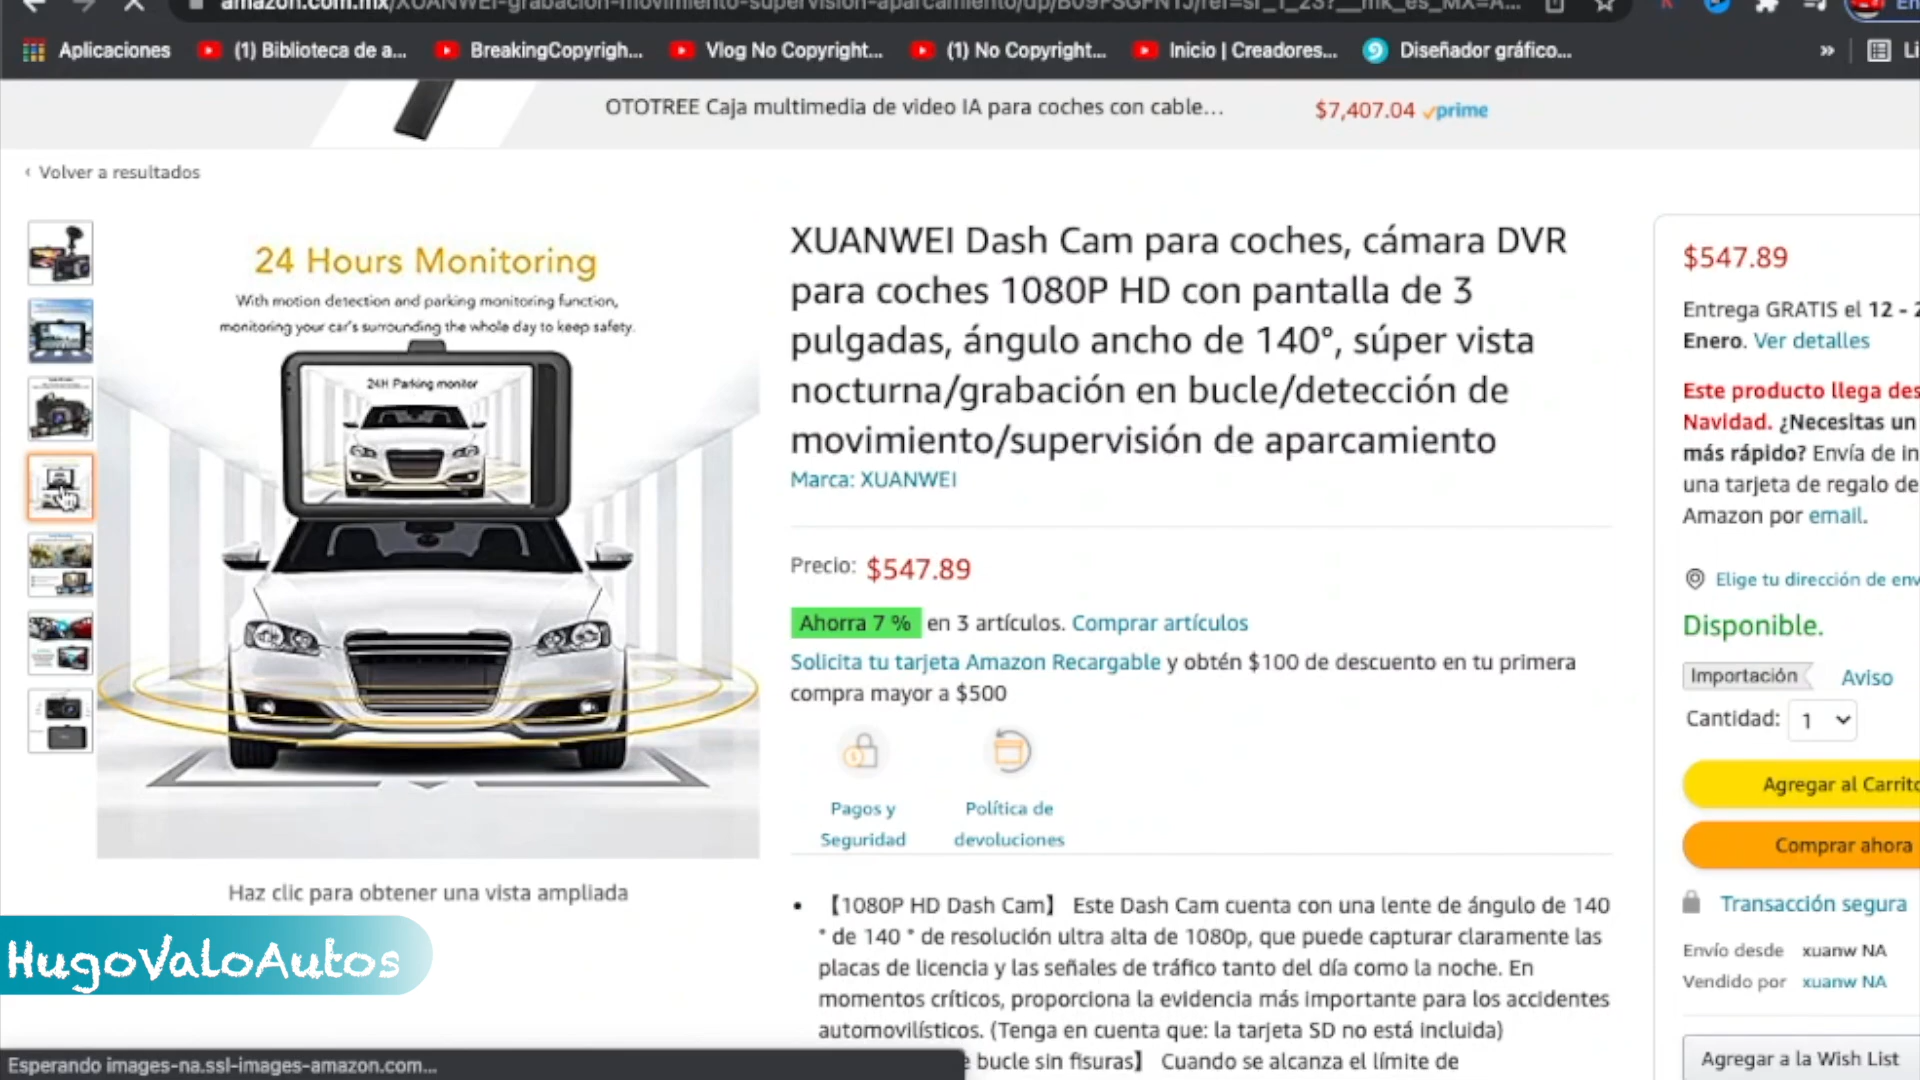 Aplicaciones
(1) Biblioteca de a...
BreakingCopyrigh...
Vlog No Copyright...
(1) No Copyright...
Inicio | Creadores...
Diseñador gráfico...
»
OTOTREE Caja multimedia de video IA para coches con cable...
$7,407.04 prime
‹ Volver a resultados
24 Hours Monitoring
With motion detection and parking monitoring function,
monitoring your car's surrounding the whole day to keep safety.
24H Parking monitor
Haz clic para obtener una vista ampliada
XUANWEI Dash Cam para coches, cámara DVR
para coches 1080P HD con pantalla de 3
pulgadas, ángulo ancho de 140°, súper vista
nocturna/grabación en bucle/detección de
movimiento/supervisión de aparcamiento
Marca: XUANWEI
Precio: $547.89
Ahorra 7 % en 3 artículos. Comprar artículos
Solicita tu tarjeta Amazon Recargable y obtén $100 de descuento en tu primera
compra mayor a $500
Pagos y
Seguridad
Política de
devoluciones
• 【1080P HD Dash Cam】 Este Dash Cam cuenta con una lente de ángulo de 140
° de 140 ° de resolución ultra alta de 1080p, que puede capturar claramente las
placas de licencia y las señales de tráfico tanto del día como la noche. En
momentos críticos, proporciona la evidencia más importante para los accidentes
automovilísticos. (Tenga en cuenta que: la tarjeta SD no está incluida)
bucle sin fisuras】 Cuando se alcanza el límite de
$547.89
Entrega GRATIS el 12 -
Enero. Ver detalles
Este producto llega des
Navidad. ¿Necesitas un
más rápido? Envía de in
una tarjeta de regalo de
Amazon por email.
Elige tu dirección de env
Disponible.
Importación Aviso
Cantidad: 1
Agregar al Carrito
Comprar ahora
Transacción segura
Envío desde xuanw NA
Vendido por xuanw NA
Agregar a la Wish List
HugoValoAutos
Esperando images-na.ssl-images-amazon.com...